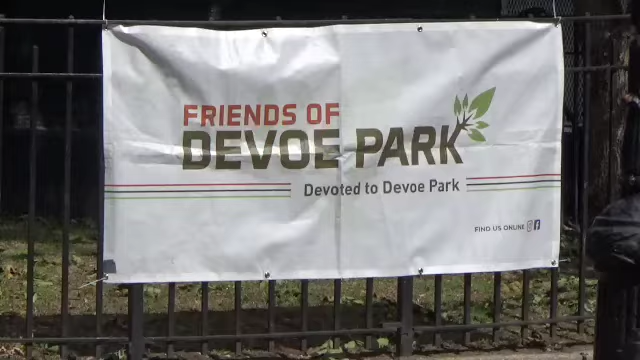 FRIENDS OF
DEVOE PARK
Devoted to Devoe Park
FIND US ONLINE